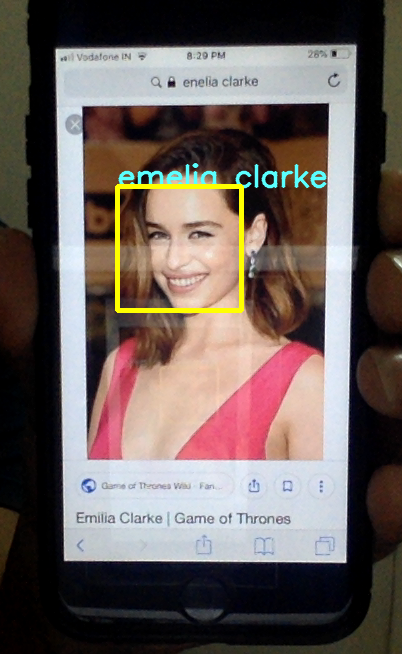 Vodafone IN 8:29 PM 28%
enelia clarke
emelia clarke
Game of Thrones Wiki - Fan...
Emilia Clarke | Game of Thrones